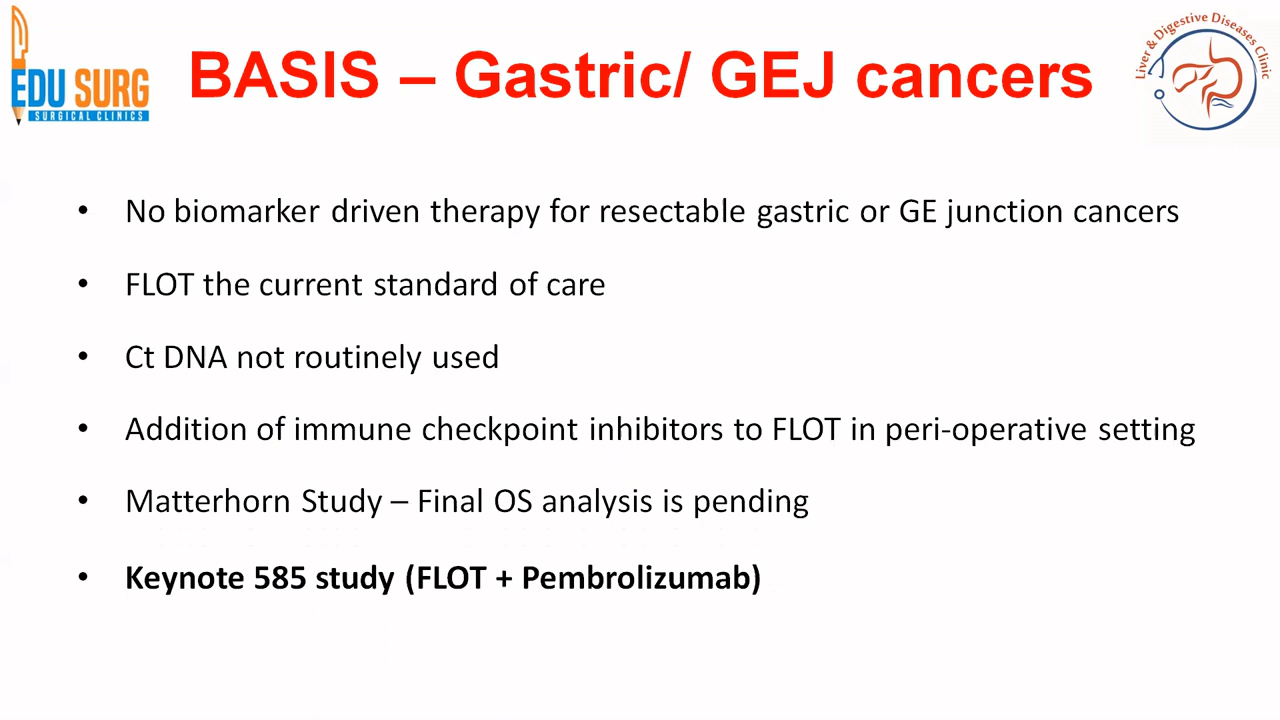 EDU SURG
SURGICAL CLINICS
BASIS – Gastric/ GEJ cancers
Liver & Digestive Diseases Clinic
• No biomarker driven therapy for resectable gastric or GE junction cancers
• FLOT the current standard of care
• Ct DNA not routinely used
• Addition of immune checkpoint inhibitors to FLOT in peri-operative setting
• Matterhorn Study – Final OS analysis is pending
• Keynote 585 study (FLOT + Pembrolizumab)